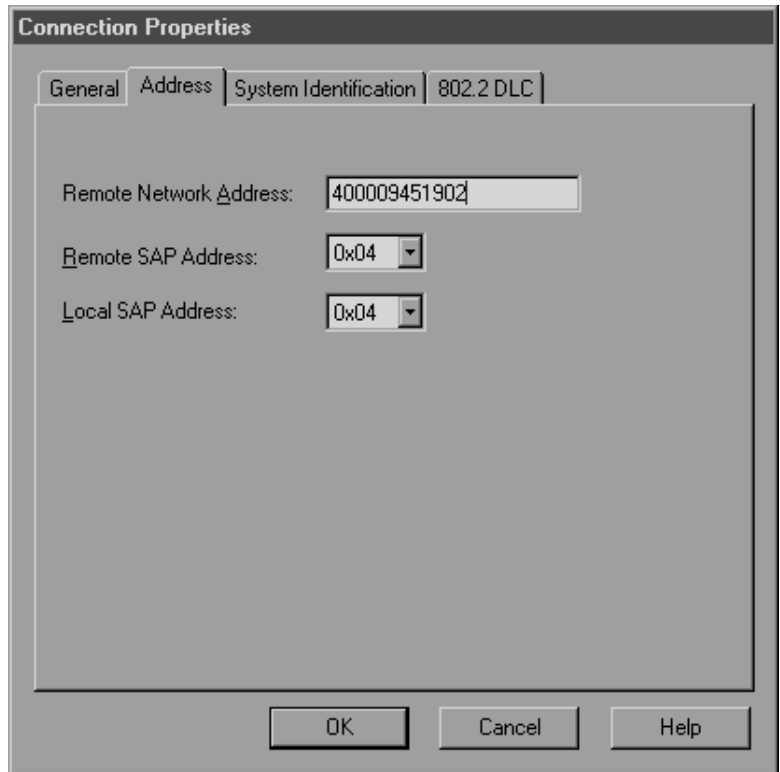 Connection Properties
General Address System Identification 802.2 DLC
Remote Network Address: 400009451902
Remote SAP Address: 0x04
Local SAP Address: 0x04
OK Cancel Help